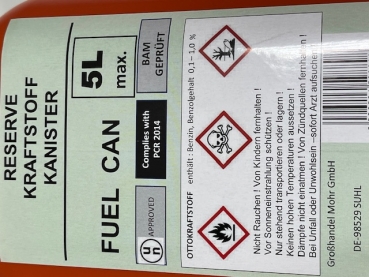 RESERVE
KRAFTSTOFF
KANISTER
FUEL CAN
5L
max.
BAM
GEPRÜFT
Complies with
PCR 2014
APPROVED
OTTOKRAFTSTOFF enthält : Benzin, Benzolgehalt 0,1 – 1,0 %
Nicht Rauchen ! Von Kindern fernhalten !
Vor Sonneneinstrahlung schützen !
Nur stehend transportieren oder lagern !
Keinen hohen Temperaturen aussetzen !
Dämpfe nicht einatmen ! Von Zündquellen fernhalten !
Bei Unfall oder Unwohlsein – sofort Arzt aufsuchen
Großhandel Mohr GmbH
DE-98529 SUHL